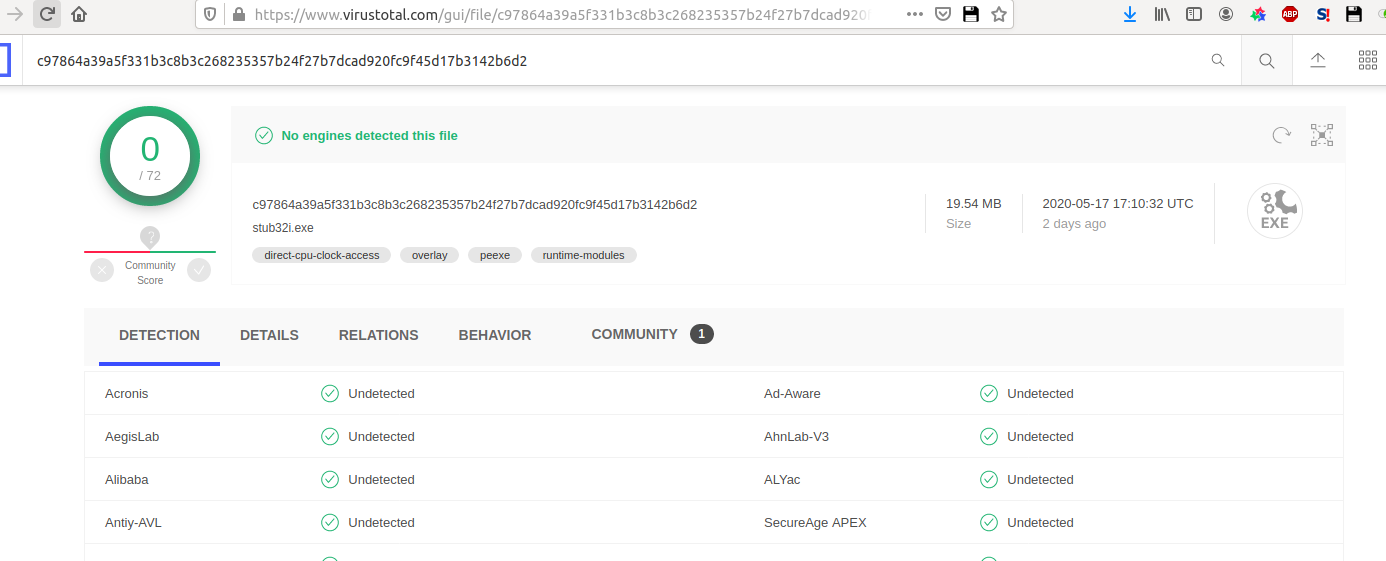 https://www.virustotal.com/gui/file/c97864a39a5f331b3c8b3c268235357b24f27b7dcad920f
ABP
S!
c97864a39a5f331b3c8b3c268235357b24f27b7dcad920fc9f45d17b3142b6d2
0
/ 72
?
Community
Score
No engines detected this file
c97864a39a5f331b3c8b3c268235357b24f27b7dcad920fc9f45d17b3142b6d2
stub32i.exe
direct-cpu-clock-access overlay peexe runtime-modules
19.54 MB
Size
2020-05-17 17:10:32 UTC
2 days ago
EXE
DETECTION DETAILS RELATIONS BEHAVIOR COMMUNITY 1
Acronis Undetected Ad-Aware Undetected
AegisLab Undetected AhnLab-V3 Undetected
Alibaba Undetected ALYac Undetected
Antiy-AVL Undetected SecureAge APEX Undetected